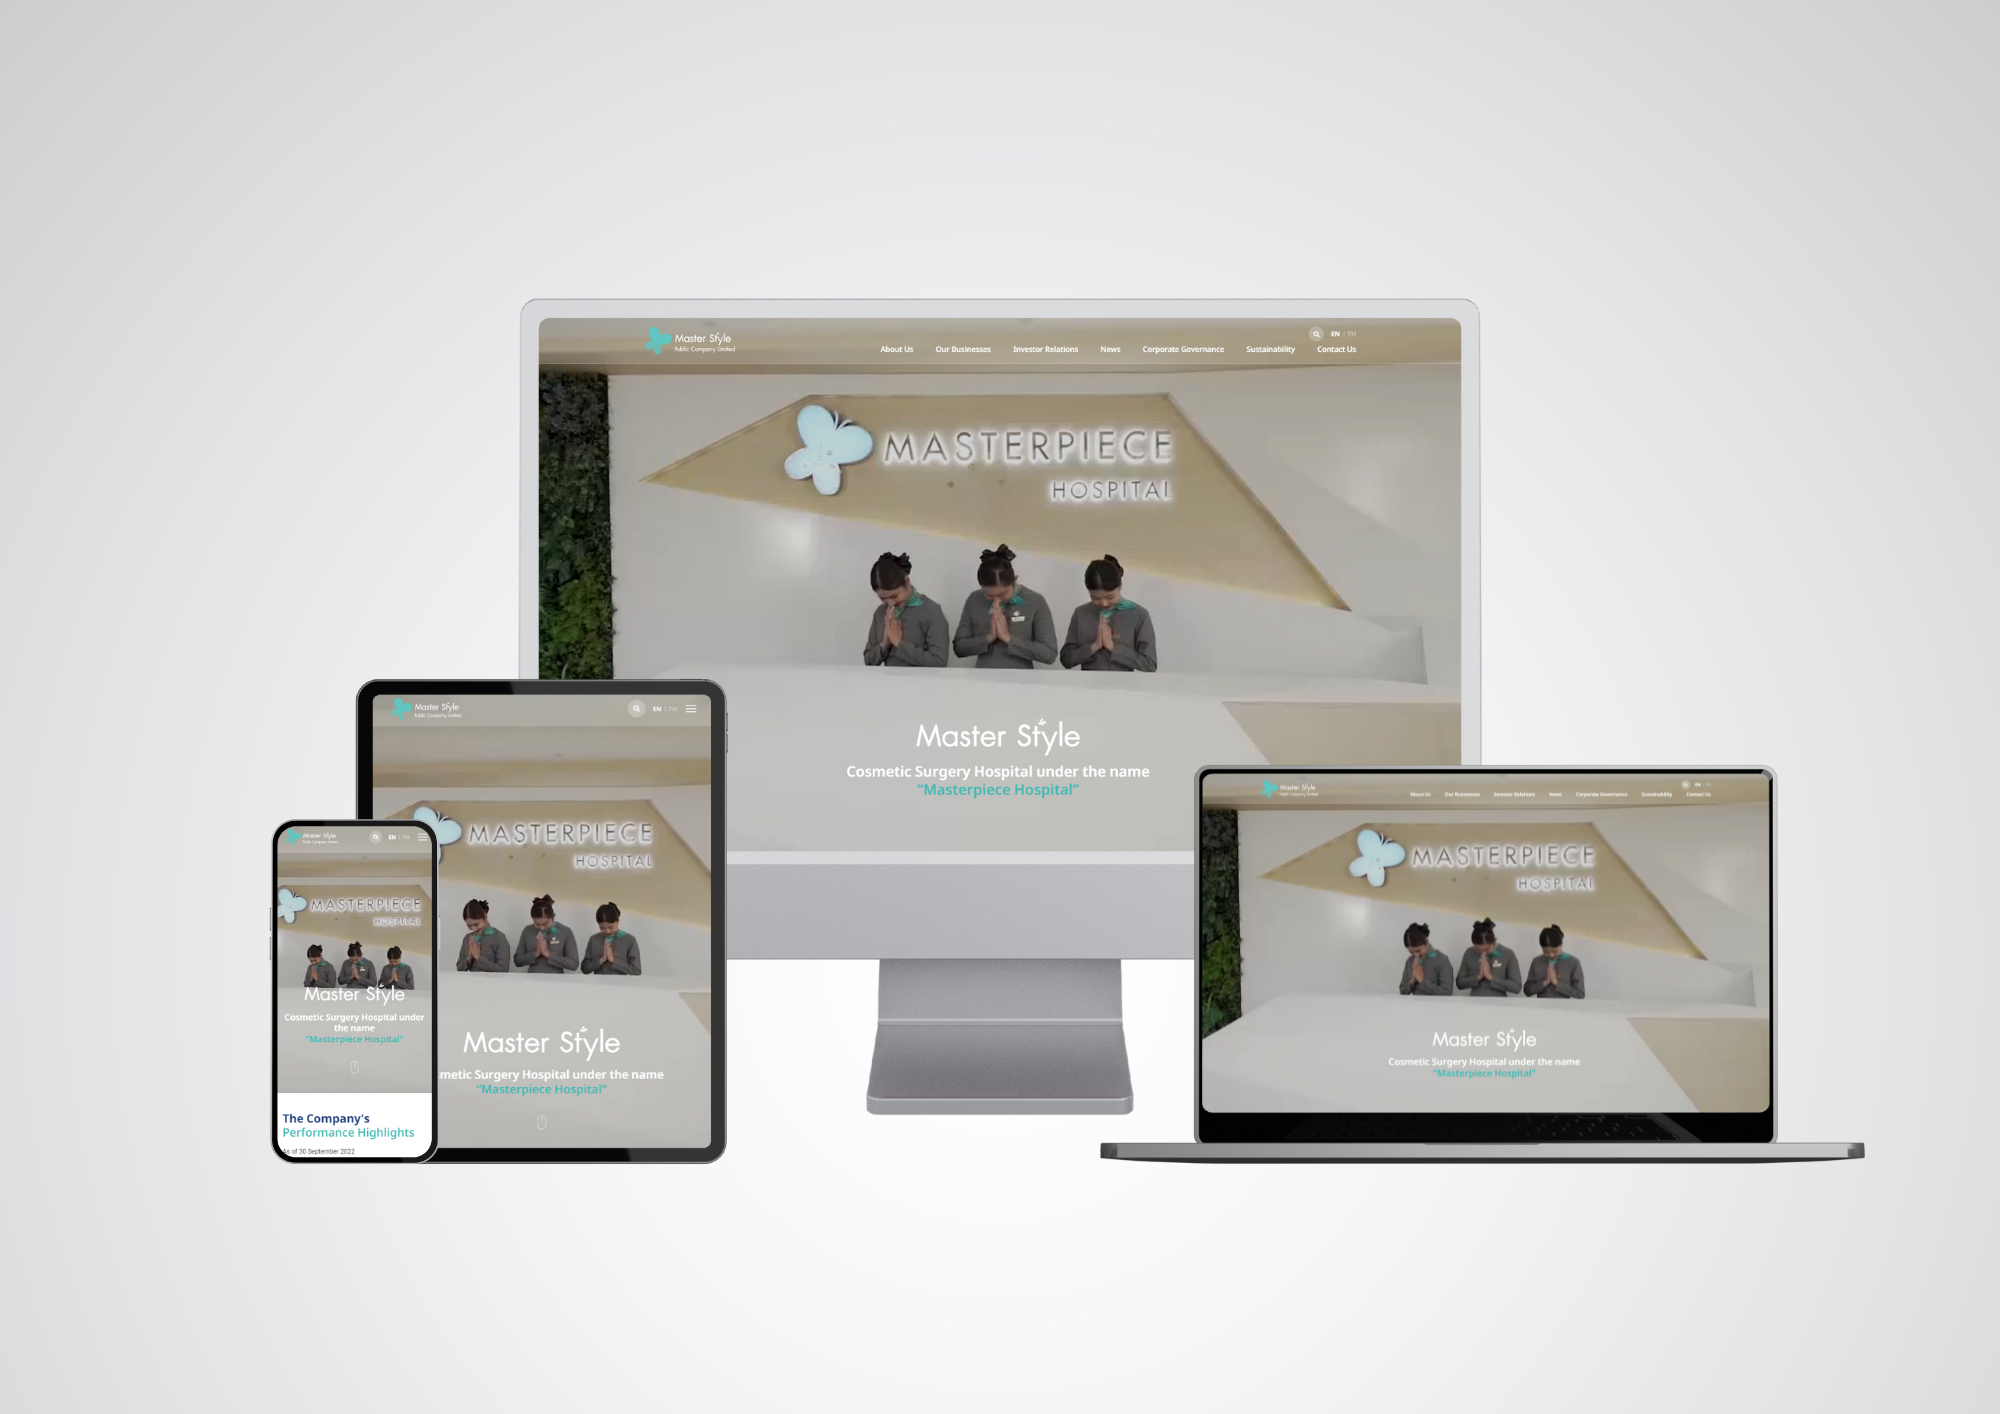 Master Style
Public Company Limited
EN | TH
About Us Our Businesses Investor Relations News Corporate Governance Sustainability Contact Us
MASTERPIECE
HOSPITAL
Master Style
Cosmetic Surgery Hospital under the name
“Masterpiece Hospital”
Master Style
Public Company Limited
EN | TH
MASTERPIECE
HOSPITAL
Master Style
metic Surgery Hospital under the name
“Masterpiece Hospital”
Master Style
Public Company Limited
EN | TH
MASTERPIECE
HOSPITAL
Master Style
Cosmetic Surgery Hospital under
the name
“Masterpiece Hospital”
The Company's
Performance Highlights
As of 30 September 2022
Master Style
Public Company Limited
EN | TH
About Us Our Businesses Investor Relations News Corporate Governance Sustainability Contact Us
MASTERPIECE
HOSPITAL
Master Style
Cosmetic Surgery Hospital under the name
“Masterpiece Hospital”